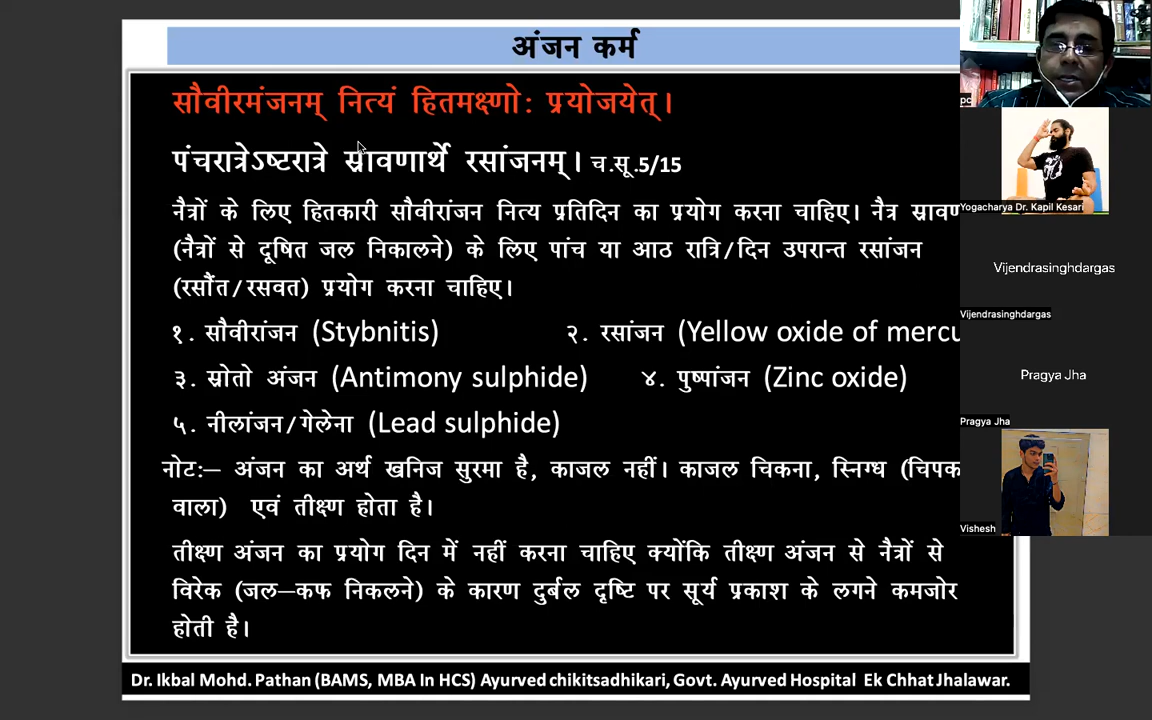 अंजन कर्म
सौवीरमंजनम् नित्यं हितमक्ष्णोः प्रयोजयेत्।
पंचरात्रेऽष्टरात्रे स्रावणार्थे रसांजनम्। च.सू.5/15
नैत्रों के लिए हितकारी सौवीरांजन नित्य प्रतिदिन का प्रयोग करना चाहिए। नैत्र स्रावण
(नैत्रों से दूषित जल निकालने) के लिए पांच या आठ रात्रि/दिन उपरान्त रसांजन
(रसौंत/रसवत) प्रयोग करना चाहिए।
१. सौवीरांजन (Stybnitis) २. रसांजन (Yellow oxide of mercu
३. स्रोतो अंजन (Antimony sulphide) ४. पुष्पांजन (Zinc oxide)
५. नीलांजन/गेलेना (Lead sulphide)
नोटः– अंजन का अर्थ खनिज सुरमा है, काजल नहीं। काजल चिकना, स्निग्ध (चिपक
वाला) एवं तीक्ष्ण होता है।
तीक्ष्ण अंजन का प्रयोग दिन में नहीं करना चाहिए क्योंकि तीक्ष्ण अंजन से नैत्रों से
विरेक (जल–कफ निकलने) के कारण दुर्बल दृष्टि पर सूर्य प्रकाश के लगने कमजोर
होती है।
Dr. Ikbal Mohd. Pathan (BAMS, MBA In HCS) Ayurved chikitsadhikari, Govt. Ayurved Hospital Ek Chhat Jhalawar.
pc
Yogacharya Dr. Kapil Kesari
Vijendrasinghdargas
Vijendrasinghdargas
Pragya Jha
Pragya Jha
Vishesh